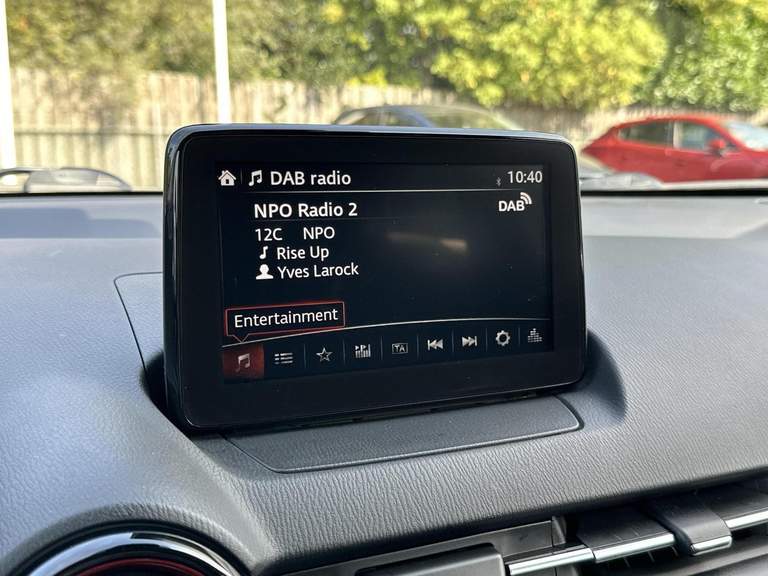 DAB radio 10:40
NPO Radio 2 DAB
12C NPO
Rise Up
Yves Larock
Entertainment
TA